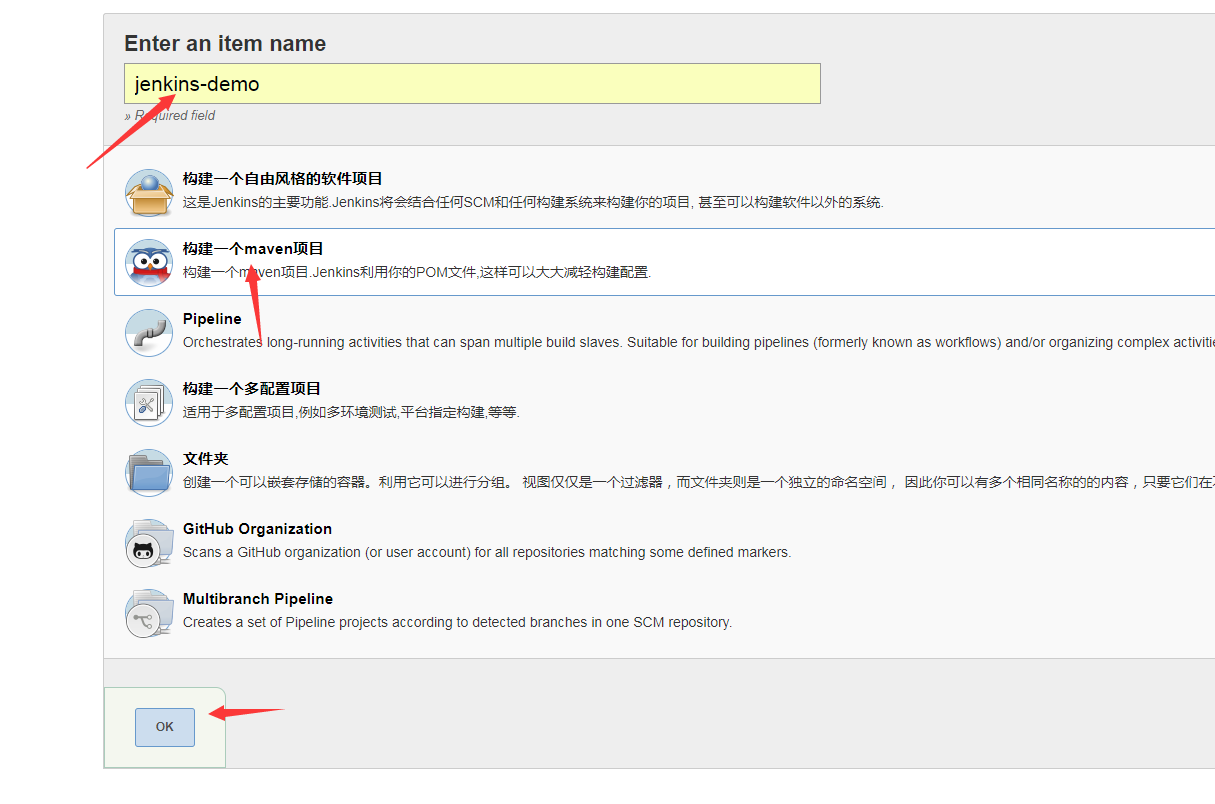 Enter an item name
jenkins-demo
» Required field
构建一个自由风格的软件项目
这是Jenkins的主要功能.Jenkins将会结合任何SCM和任何构建系统来构建你的项目, 甚至可以构建软件以外的系统.
构建一个maven项目
构建一个maven项目.Jenkins利用你的POM文件,这样可以大大减轻构建配置.
Pipeline
Orchestrates long-running activities that can span multiple build slaves. Suitable for building pipelines (formerly known as workflows) and/or organizing complex activitie
构建一个多配置项目
适用于多配置项目,例如多环境测试,平台指定构建,等等.
文件夹
创建一个可以嵌套存储的容器。利用它可以进行分组。 视图仅仅是一个过滤器，而文件夹则是一个独立的命名空间， 因此你可以有多个相同名称的的内容，只要它们在
GitHub Organization
Scans a GitHub organization (or user account) for all repositories matching some defined markers.
Multibranch Pipeline
Creates a set of Pipeline projects according to detected branches in one SCM repository.
OK